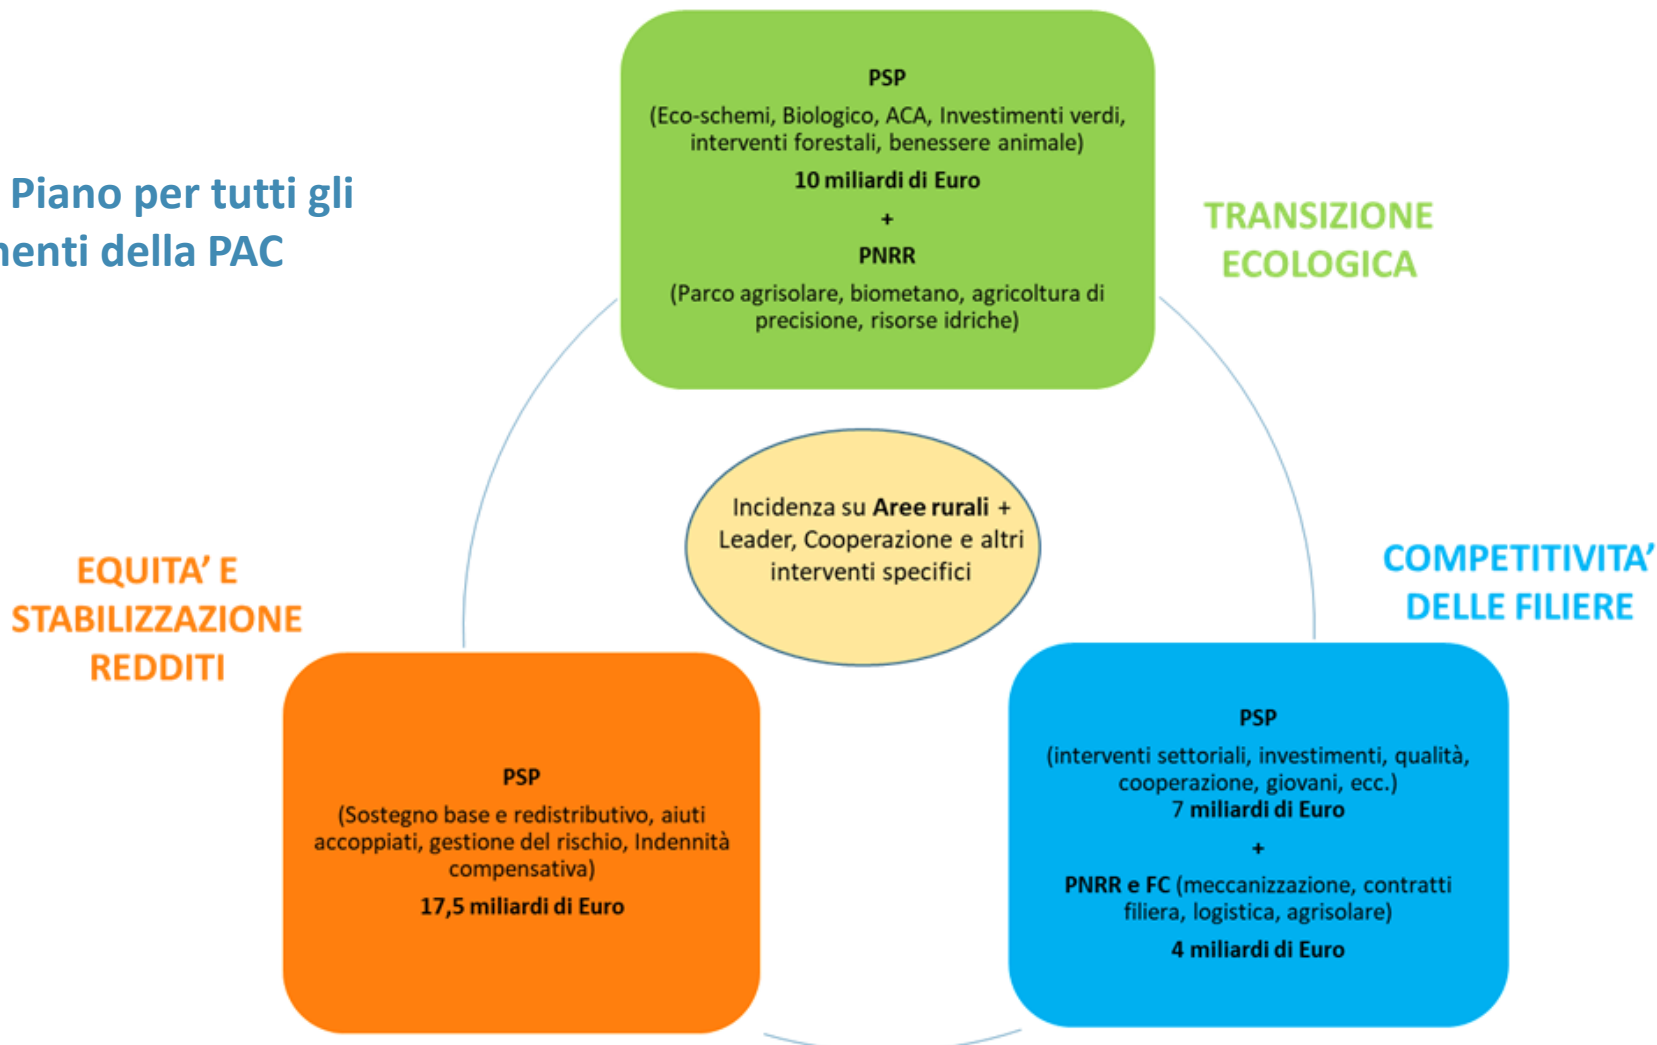 Piano per tutti gli
della PAC
PSP
(Eco-schemi, Biologico, ACA, Investimenti verdi,
interventi forestali, benessere animale)
10 miliardi di Euro
+
PNRR
(Parco agrisolare, biometano, agricoltura di
precisione, risorse idriche)
TRANSIZIONE
ECOLOGICA
Incidenza su Aree rurali +
Leader, Cooperazione e altri
interventi specifici
EQUITA’ E
STABILIZZAZIONE
REDDITI
COMPETITIVITA’
DELLE FILIERE
PSP
(Sostegno base e redistributivo, aiuti
accoppiati, gestione del rischio, Indennità
compensativa)
17,5 miliardi di Euro
PSP
(interventi settoriali, investimenti, qualità,
cooperazione, giovani, ecc.)
7 miliardi di Euro
+
PNRR e FC (meccanizzazione, contratti
filiera, logistica, agrisolare)
4 miliardi di Euro